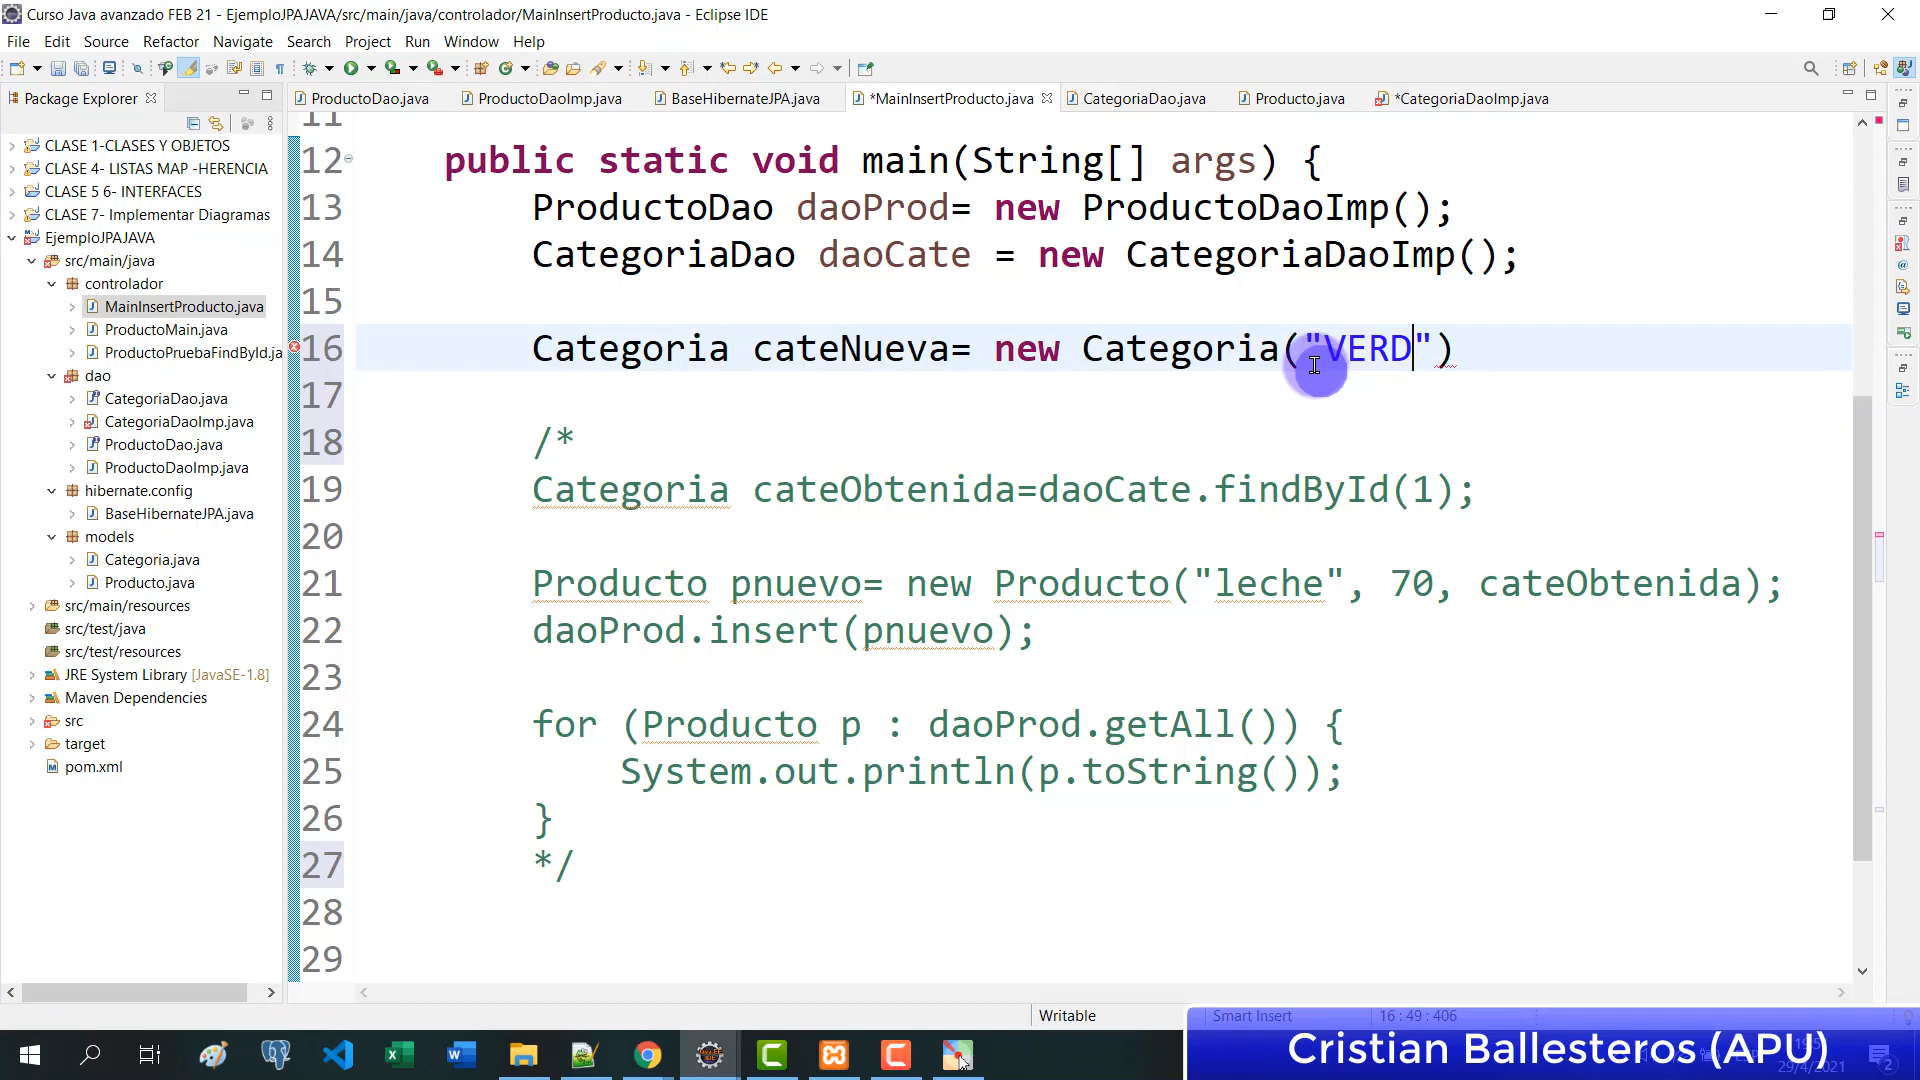 Curso Java avanzado FEB 21 - EjemploJPAJAVA/src/main/java/controlador/MainInsertProducto.java - Eclipse IDE
File Edit Source Refactor Navigate Search Project Run Window Help
Package Explorer
ProductoDao.java ProductoDaoImp.java BaseHibernateJPA.java *MainInsertProducto.java CategoriaDao.java Producto.java *CategoriaDaoImp.java
CLASE 1-CLASES Y OBJETOS
CLASE 4- LISTAS MAP -HERENCIA
CLASE 5 6- INTERFACES
CLASE 7- Implementar Diagramas
EjemploJPAJAVA
src/main/java
controlador
MainInsertProducto.java
ProductoMain.java
ProductoPruebaFindById.ja
dao
CategoriaDao.java
CategoriaDaoImp.java
ProductoDao.java
ProductoDaoImp.java
hibernate.config
BaseHibernateJPA.java
models
Categoria.java
Producto.java
src/main/resources
src/test/java
src/test/resources
JRE System Library [JavaSE-1.8]
Maven Dependencies
src
target
pom.xml
11
12 public static void main(String[] args) {
13 ProductoDao daoProd= new ProductoDaoImp();
14 CategoriaDao daoCate = new CategoriaDaoImp();
15
16 Categoria cateNueva= new Categoria("VERD")
17
18 /*
19 Categoria cateObtenida=daoCate.findById(1);
20
21 Producto pnuevo= new Producto("leche", 70, cateObtenida);
22 daoProd.insert(pnuevo);
23
24 for (Producto p : daoProd.getAll()) {
25 System.out.println(p.toString());
26 }
27 */
28
29
Writable Smart Insert 16 : 49 : 406
Cristian Ballesteros (APU)
29/4/2021